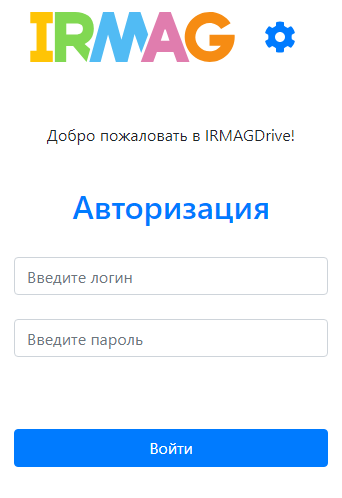 IRMAG
Добро пожаловать в IRMAGDrive!
Авторизация
Введите логин
Введите пароль
Войти